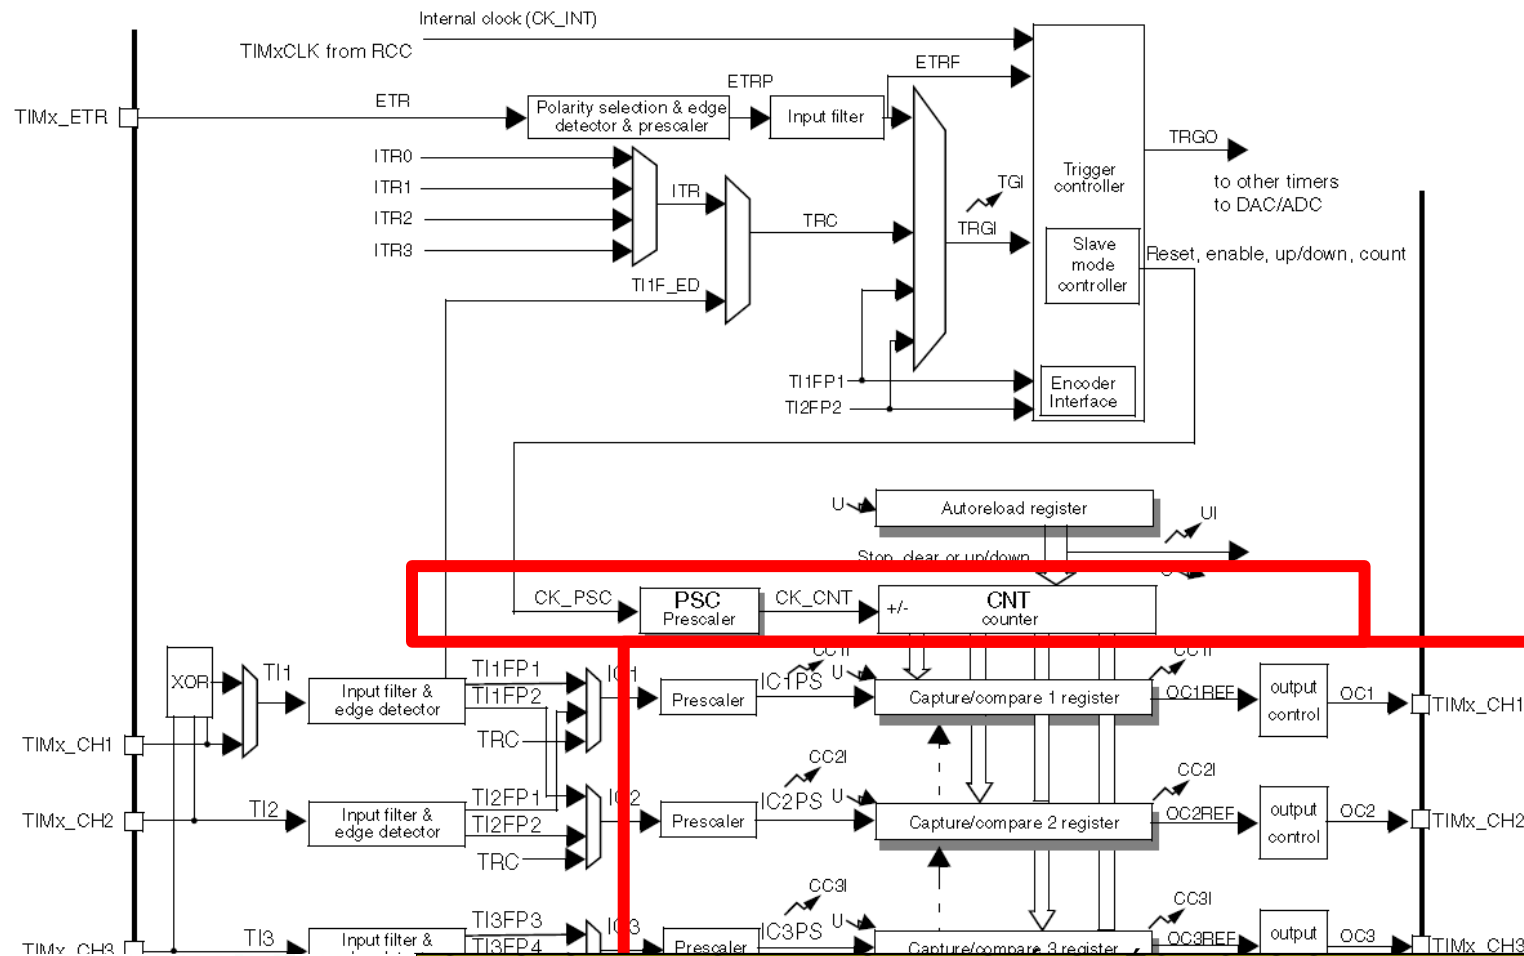 Internal clock (CK_INT)
TIMxCLK from RCC
ETRF
ETRP
ETR
TIMx_ETR
Polarity selection & edge
detector & prescaler
Input filter
TRGO
ITR0
ITR1
ITR2
ITR3
ITR
TGI
Trigger
controller
to other timers
to DAC/ADC
TRC
TRGI
Slave
mode
controller
Reset, enable, up/down, count
TI1F_ED
TI1FP1
TI2FP2
Encoder
Interface
U
Autoreload register
UI
Stop, clear or up/down
CK_PSC
PSC
Prescaler
CK_CNT
+/-
CNT
counter
XOR
TI1
Input filter &
edge detector
TI1FP1
TI1FP2
TRC
IC1
Prescaler
IC1PS
CC1I
U
Capture/compare 1 register
CC1I
OC1REF
output
control
OC1
TIMx_CH1
TIMx_CH1
TIMx_CH2
TI2
Input filter &
edge detector
TI2FP1
TI2FP2
TRC
IC2
Prescaler
IC2PS
CC2I
U
Capture/compare 2 register
CC2I
OC2REF
output
control
OC2
TIMx_CH2
TIMx_CH3
TI3
Input filter &
TI3FP3
TI3FP4
IC3
Prescaler
IC3PS
CC3I
U
Capture/compare 3 register
CC3I
OC3REF
output
OC3
TIMx_CH3